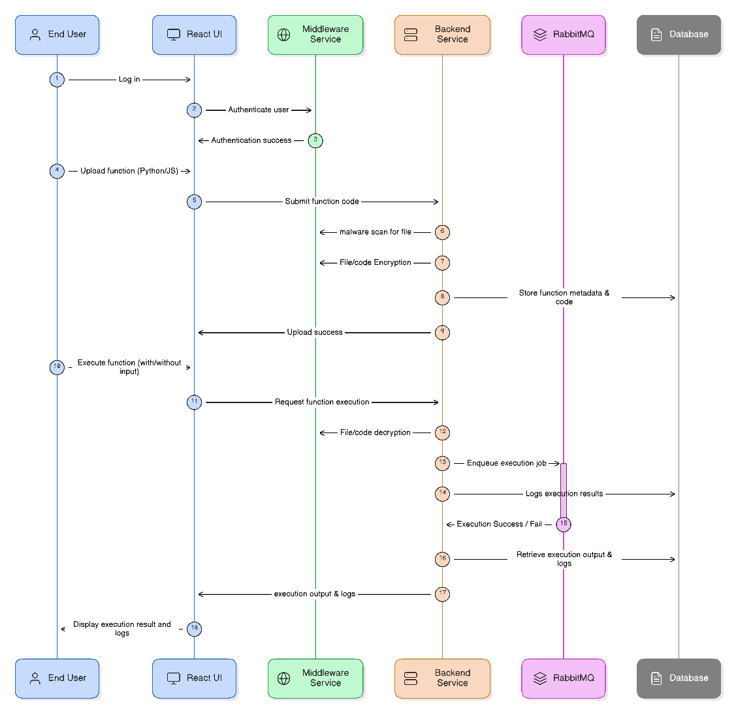 End User
React UI
Middleware
Service
Backend
Service
RabbitMQ
Database
1
Log in
2
Authenticate user
3
Authentication success
4
Upload function (Python/JS)
5
Submit function code
6
malware scan for file
7
File/code Encryption
8
Store function metadata &
code
9
Upload success
10
Execute function (with/without
input)
11
Request function execution
12
File/code decryption
13
Enqueue execution job
14
Logs execution results
15
Execution Success / Fail
16
Retrieve execution output &
logs
17
execution output & logs
18
Display execution result and
logs
End User
React UI
Middleware
Service
Backend
Service
RabbitMQ
Database